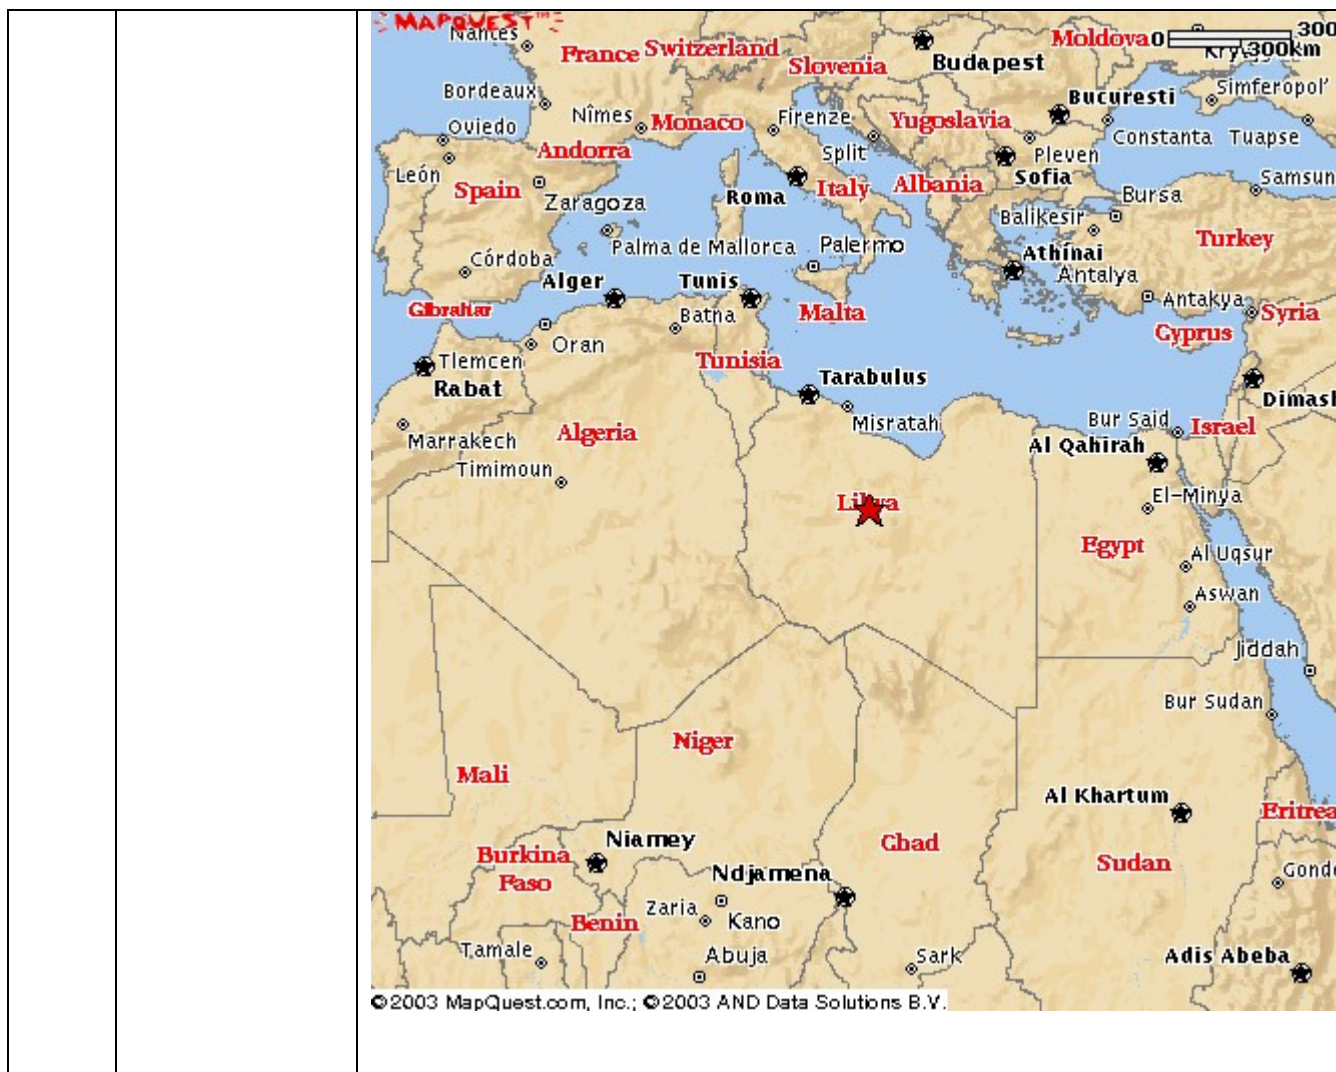 MAPQUEST™
Nantes
France
Switzerland
Slovenia
Budapest
Moldova
0
300
300km
Bordeaux
Nîmes
Monaco
Firenze
Yugoslavia
Bucuresti
Simferopol'
Oviedo
Andorra
Split
Pleven
Constanta
Tuapse
León
Spain
Zaragoza
Roma
Italy
Albania
Sofia
Bursa
Samsun
Balikesir
Palma de Mallorca
Palermo
Athínai
Turkey
Córdoba
Alger
Tunis
Antalya
Antakya
Gibraltar
Batna
Malta
Cyprus
Syria
Tlemcen
Oran
Tunisia
Rabat
Tarabulus
Misratah
Marrakech
Algeria
Bur Said
Israel
Timimoun
Al Qahirah
El-Minya
Libya
Egypt
Al Uqsur
Aswan
Jiddah
Bur Sudan
Niger
Mali
Al Khartum
Eritrea
Niamey
Chad
Sudan
Burkina
Faso
Ndjamena
Zaria
Kano
Benin
Tamale
Abuja
Sark
Adis Abeba
©2003 MapQuest.com, Inc.; ©2003 AND Data Solutions B.V.